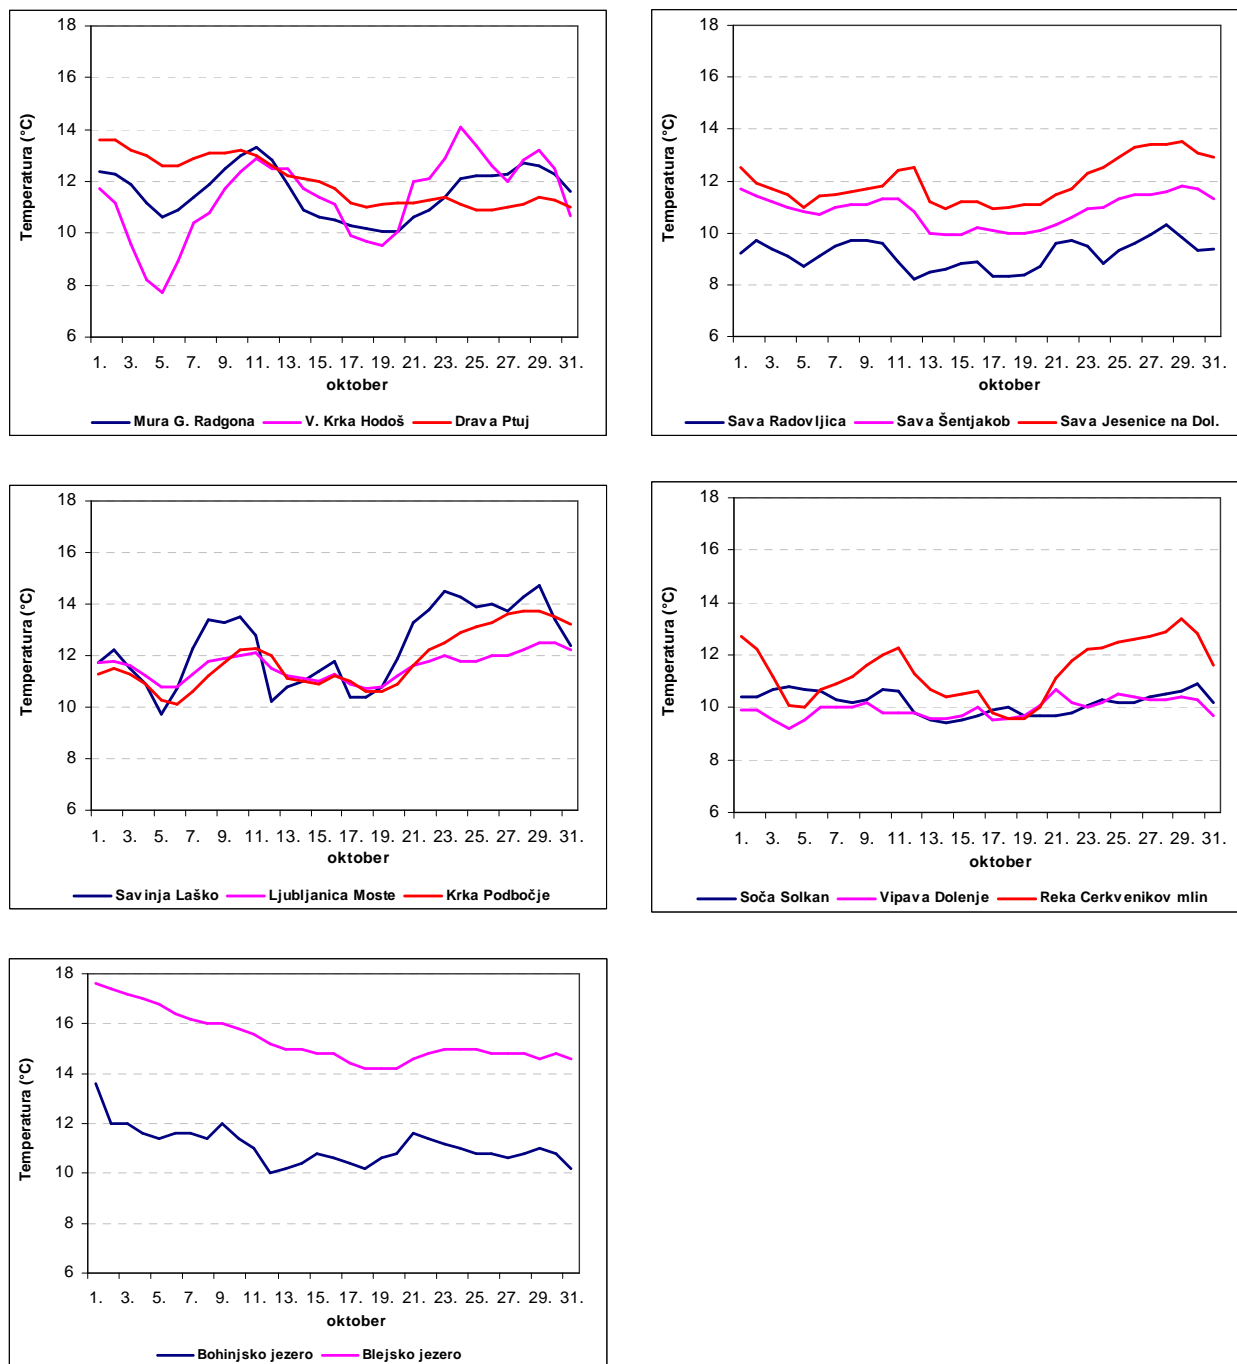 18
16
14
12
10
8
6
Temperatura (°C)
1. 3. 5. 7. 9. 11. 13. 15. 17. 19. 21. 23. 25. 27. 29. 31.
oktober
Mura G. Radgona V. Krka Hodoš Drava Ptuj
18
16
14
12
10
8
6
Temperatura (°C)
1. 3. 5. 7. 9. 11. 13. 15. 17. 19. 21. 23. 25. 27. 29. 31.
oktober
Sava Radovljica Sava Šentjakob Sava Jesenice na Dol.
18
16
14
12
10
8
6
Temperatura (°C)
1. 3. 5. 7. 9. 11. 13. 15. 17. 19. 21. 23. 25. 27. 29. 31.
oktober
Savinja Laško Ljubljanica Moste Krka Podbočje
18
16
14
12
10
8
6
Temperatura (°C)
1. 3. 5. 7. 9. 11. 13. 15. 17. 19. 21. 23. 25. 27. 29. 31.
oktober
Soča Solkan Vipava Dolenje Reka Cerkvenikov mlin
18
16
14
12
10
8
6
Temperatura (°C)
1. 3. 5. 7. 9. 11. 13. 15. 17. 19. 21. 23. 25. 27. 29. 31.
oktober
Bohinjsko jezero Blejsko jezero